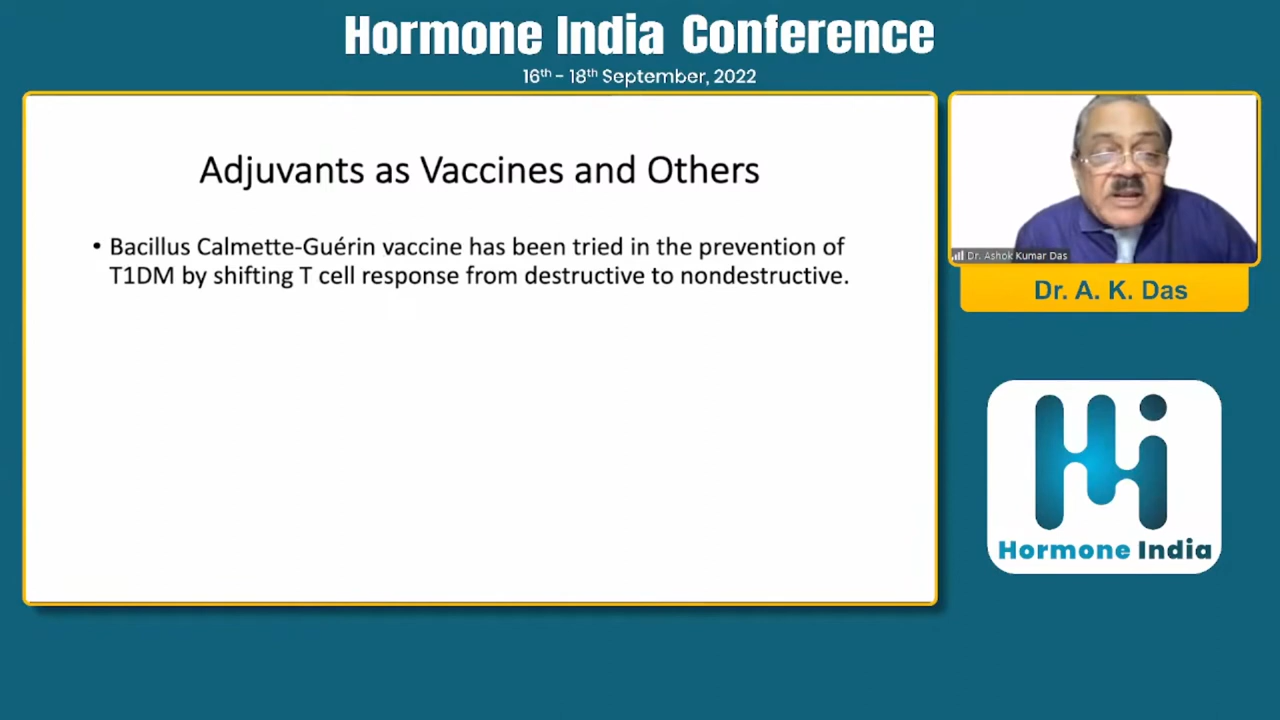 Hormone India Conference
16th - 18th September, 2022
Adjuvants as Vaccines and Others
• Bacillus Calmette-Guérin vaccine has been tried in the prevention of
T1DM by shifting T cell response from destructive to nondestructive.
Dr. Ashok Kumar Das
Dr. A. K. Das
Hi
Hormone India